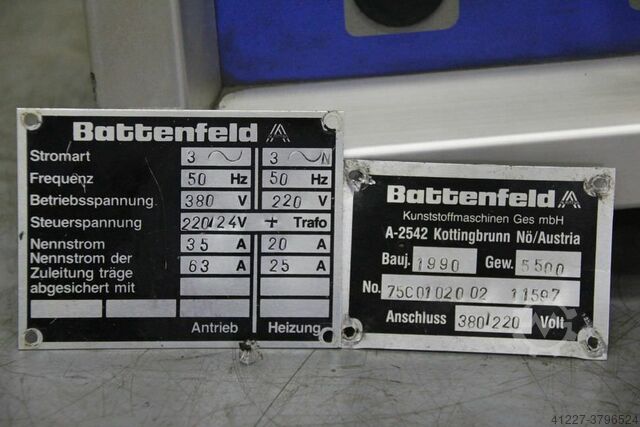 Battenfeld
Stromart 3 3 N
Frequenz 50 Hz 50 Hz
Betriebsspannung 380 V 220 V
Steuerspannung 220/24V + Trafo
Nennstrom 35 A 20 A
Nennstrom der
Zuleitung träge 63 A 25 A
abgesichert mit
Antrieb Heizung
Battenfeld
Kunststoffmaschinen Ges mbH
A-2542 Kottingbrunn Nö/Austria
Bauj. 1990 Gew. 5500
No. 75C0102002 11597
Anschluss 380/220 Volt
41227-3796524